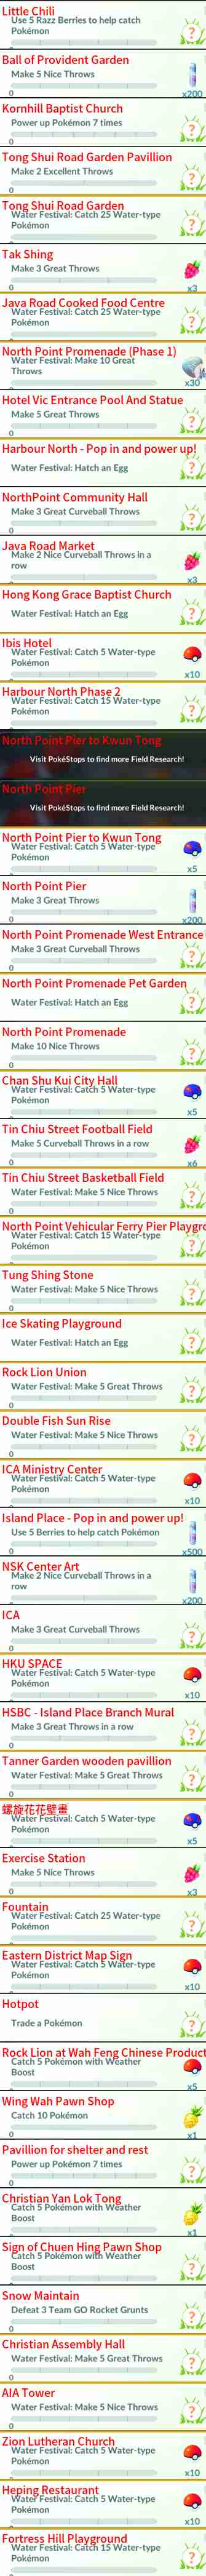 Little Chili
Use 5 Razz Berries to help catch
Pokémon
?
0
Ball of Provident Garden
Make 5 Nice Throws
0
x200
Kornhill Baptist Church
Power up Pokémon 7 times
?
0
Tong Shui Road Garden Pavillion
Make 2 Excellent Throws
?
0
Tong Shui Road Garden
Water Festival: Catch 25 Water-type
Pokémon
?
Tak Shing
Make 3 Great Throws
0
x3
Java Road Cooked Food Centre
Water Festival: Catch 25 Water-type
Pokémon
?
North Point Promenade (Phase 1)
Water Festival: Make 10 Great
Throws
x30
Hotel Vic Entrance Pool And Statue
Make 5 Great Throws
?
0
Harbour North - Pop in and power up!
Water Festival: Hatch an Egg
?
NorthPoint Community Hall
Make 3 Great Curveball Throws
?
0
Java Road Market
Make 2 Nice Curveball Throws in a
row
x3
Hong Kong Grace Baptist Church
Water Festival: Hatch an Egg
?
Ibis Hotel
Water Festival: Catch 5 Water-type
Pokémon
x10
Harbour North Phase 2
Water Festival: Catch 15 Water-type
Pokémon
?
North Point Pier to Kwun Tong
Visit PokéStops to find more Field Research!
North Point Pier
Visit PokéStops to find more Field Research!
North Point Pier to Kwun Tong
Water Festival: Catch 5 Water-type
Pokémon
x5
North Point Pier
Make 3 Great Throws
0
x200
North Point Promenade West Entrance
Make 3 Great Curveball Throws
?
0
North Point Promenade Pet Garden
Water Festival: Hatch an Egg
?
North Point Promenade
Make 10 Nice Throws
?
0
Chan Shu Kui City Hall
Water Festival: Catch 5 Water-type
Pokémon
x5
Tin Chiu Street Football Field
Make 5 Curveball Throws in a row
0
x6
Tin Chiu Street Basketball Field
Water Festival: Make 5 Nice Throws
?
0
North Point Vehicular Ferry Pier Playgro
Water Festival: Catch 15 Water-type
Pokémon
?
Tung Shing Stone
Water Festival: Make 5 Nice Throws
?
0
Ice Skating Playground
Water Festival: Hatch an Egg
?
Rock Lion Union
Water Festival: Make 5 Great Throws
?
0
Double Fish Sun Rise
Water Festival: Make 5 Nice Throws
?
0
ICA Ministry Center
Water Festival: Catch 5 Water-type
Pokémon
x10
Island Place - Pop in and power up!
Use 5 Berries to help catch Pokémon
0
x500
NSK Center Art
Make 2 Nice Curveball Throws in a
row
x200
ICA
Make 3 Great Curveball Throws
?
0
HKU SPACE
Water Festival: Catch 5 Water-type
Pokémon
x10
HSBC - Island Place Branch Mural
Make 3 Great Throws in a row
?
0
Tanner Garden wooden pavillion
Water Festival: Make 5 Great Throws
?
0
螺旋花花壁畫
Water Festival: Catch 5 Water-type
Pokémon
x5
Exercise Station
Make 5 Nice Throws
0
x3
Fountain
Water Festival: Catch 25 Water-type
Pokémon
?
Eastern District Map Sign
Water Festival: Catch 5 Water-type
Pokémon
x10
Hotpot
Trade a Pokémon
?
Rock Lion at Wah Feng Chinese Product
Catch 5 Pokémon with Weather
Boost
x5
Wing Wah Pawn Shop
Catch 10 Pokémon
0
x1
Pavillion for shelter and rest
Power up Pokémon 7 times
?
0
Christian Yan Lok Tong
Catch 5 Pokémon with Weather
Boost
x1
Sign of Chuen Hing Pawn Shop
Catch 5 Pokémon with Weather
Boost
?
Snow Maintain
Defeat 3 Team GO Rocket Grunts
?
0
Christian Assembly Hall
Water Festival: Make 5 Great Throws
?
0
AIA Tower
Water Festival: Make 5 Nice Throws
?
0
Zion Lutheran Church
Water Festival: Catch 5 Water-type
Pokémon
x10
Heping Restaurant
Water Festival: Catch 5 Water-type
Pokémon
x10
Fortress Hill Playground
Water Festival: Catch 15 Water-type
Pokémon
?